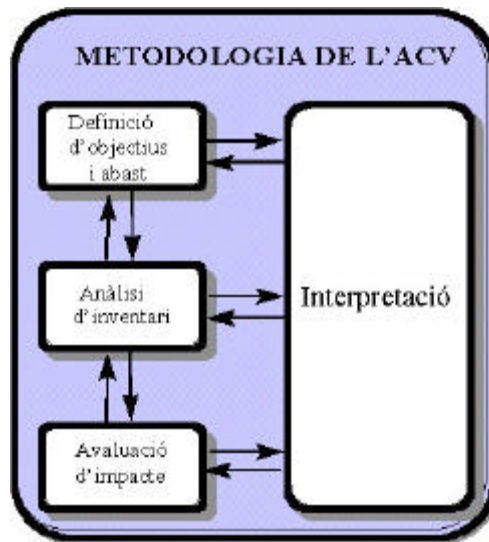 METODOLOGIA DE L'ACV
Definició
d'objectius
i abast
Anàlisi
d'inventari
Interpretació
Avaluació
d'impacte